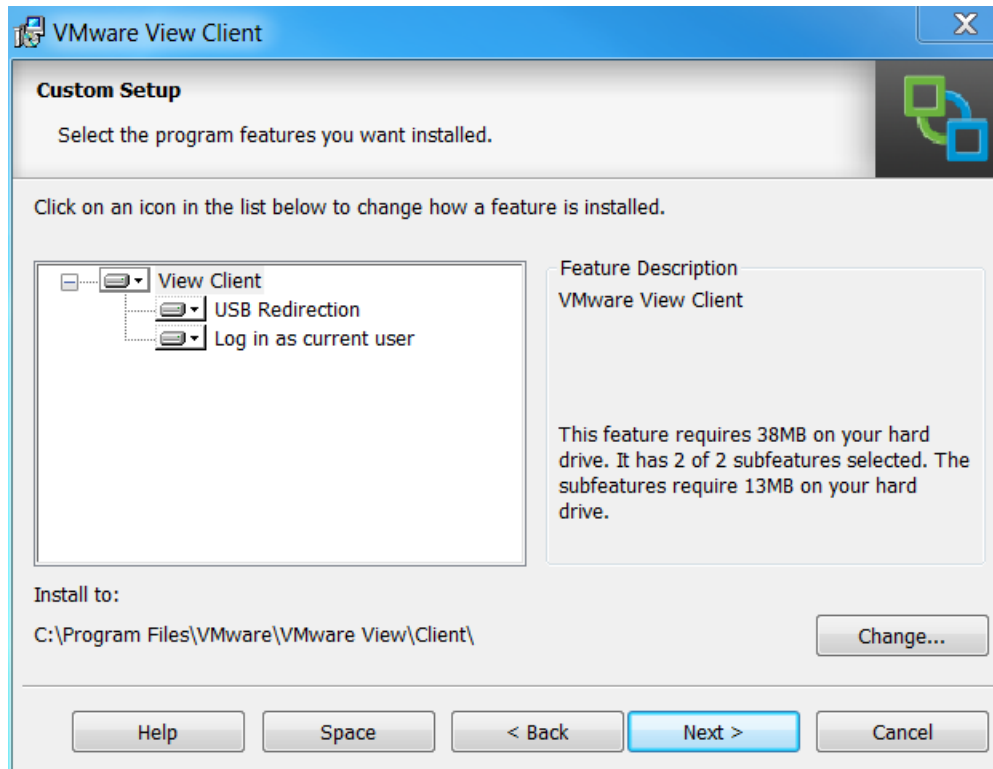 VMware View Client
Custom Setup
Select the program features you want installed.
Click on an icon in the list below to change how a feature is installed.
View Client
USB Redirection
Log in as current user
Feature Description
VMware View Client
This feature requires 38MB on your hard
drive. It has 2 of 2 subfeatures selected. The
subfeatures require 13MB on your hard
drive.
Install to:
C:\Program Files\VMware\VMware View\Client\
Change...
Help
Space
< Back
Next >
Cancel